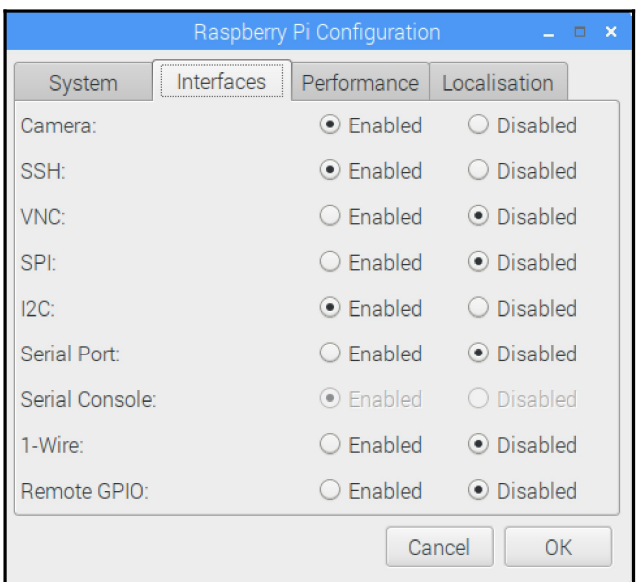 Raspberry Pi Configuration
System Interfaces Performance Localisation
Camera: Enabled Disabled
SSH: Enabled Disabled
VNC: Enabled Disabled
SPI: Enabled Disabled
I2C: Enabled Disabled
Serial Port: Enabled Disabled
Serial Console: Enabled Disabled
1-Wire: Enabled Disabled
Remote GPIO: Enabled Disabled
Cancel OK